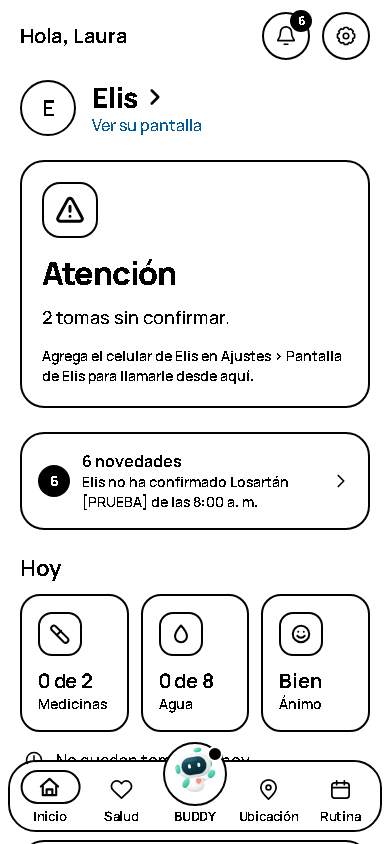 Hola, Laura
6
E
Elis
Ver su pantalla
Atención
2 tomas sin confirmar.
Agrega el celular de Elis en Ajustes > Pantalla
de Elis para llamarle desde aquí.
6 novedades
6
Elis no ha confirmado Losartán
[PRUEBA] de las 8:00 a. m.
Hoy
0 de 2
0 de 8
Bien
Medicinas
Agua
Ánimo
No quedan
Inicio
Salud
BUDDY
Ubicación
Rutina